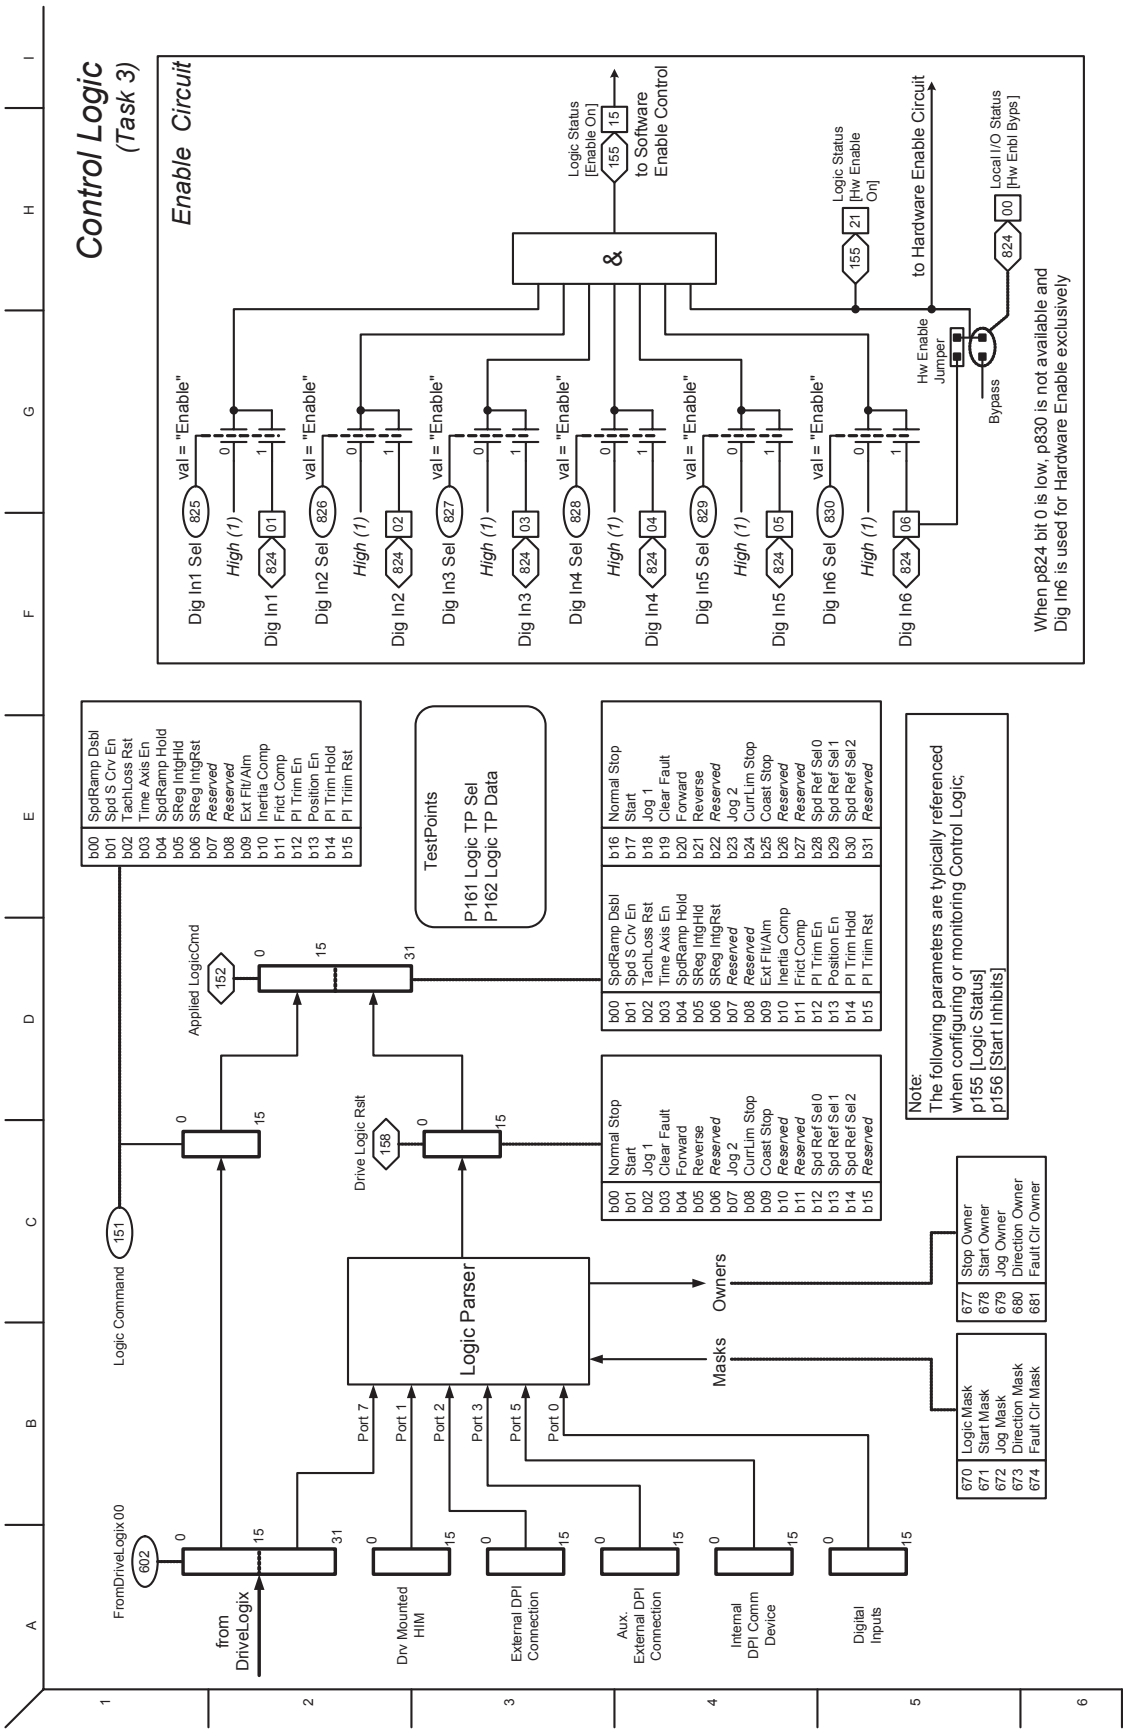 A
B
C
D
E
F
G
H
I
1
2
3
4
5
6
Control Logic
(Task 3)
FromDriveLogix 00
602
0
15
31
from
DriveLogix
Drv Mounted
HIM
0
15
External DPI
Connection
0
15
Aux.
External DPI
Connection
0
15
Internal
DPI Comm
Device
0
15
Digital
Inputs
0
15
Port 7
Port 1
Port 2
Port 3
Port 5
Port 0
Logic Parser
Masks
Owners
670 Logic Mask
671 Start Mask
672 Jog Mask
673 Direction Mask
674 Fault Clr Mask
677 Stop Owner
678 Start Owner
679 Jog Owner
680 Direction Owner
681 Fault Clr Owner
Logic Command
151
0
15
Drive Logic Rslt
158
0
15
Applied LogicCmd
152
0
15
31
b00 SpdRamp Dsbl
b01 Spd S Crv En
b02 TachLoss Rst
b03 Time Axis En
b04 SpdRamp Hold
b05 SReg IntgHld
b06 SReg IntgRst
b07 Reserved
b08 Reserved
b09 Ext Flt/Alm
b10 Inertia Comp
b11 Frict Comp
b12 PI Trim En
b13 Position En
b14 PI Trim Hold
b15 PI Triim Rst
TestPoints
P161 Logic TP Sel
P162 Logic TP Data
b00 Normal Stop
b01 Start
b02 Jog 1
b03 Clear Fault
b04 Forward
b05 Reverse
b06 Reserved
b07 Jog 2
b08 CurrLim Stop
b09 Coast Stop
b10 Reserved
b11 Reserved
b12 Spd Ref Sel0
b13 Spd Ref Sel1
b14 Spd Ref Sel2
b15 Reserved
b00 SpdRamp Dsbl b16 Normal Stop
b01 Spd S Crv En b17 Start
b02 TachLoss Rst b18 Jog 1
b03 Time Axis En b19 Clear Fault
b04 SpdRamp Hold b20 Forward
b05 SReg IntgHld b21 Reverse
b06 SReg IntgRst b22 Reserved
b07 Reserved b23 Jog 2
b08 Reserved b24 CurrLim Stop
b09 Ext Flt/Alm b25 Coast Stop
b10 Inertia Comp b26 Reserved
b11 Frict Comp b27 Reserved
b12 PI Trim En b28 Spd Ref Sel0
b13 Position En b29 Spd Ref Sel1
b14 PI Trim Hold b30 Spd Ref Sel2
b15 PI Triim Rst b31 Reserved
Note:
The following parameters are typically referenced
when configuring or monitoring Control Logic;
p155 [Logic Status]
p156 [Start Inhibits]
Enable Circuit
Dig In1 Sel 825 val = "Enable"
High (1) 0
Dig In1 824 01 1
Dig In2 Sel 826 val = "Enable"
High (1) 0
Dig In2 824 02 1
Dig In3 Sel 827 val = "Enable"
High (1) 0
Dig In3 824 03 1
Dig In4 Sel 828 val = "Enable"
High (1) 0
Dig In4 824 04 1
Dig In5 Sel 829 val = "Enable"
High (1) 0
Dig In5 824 05 1
Dig In6 Sel 830 val = "Enable"
High (1) 0
Dig In6 824 06 1
&
Logic Status
[Enable On]
155 15
to Software
Enable Control
Logic Status
[Hw Enable
On]
155 21
to Hardware Enable Circuit
Hw Enable
Jumper
Bypass
824 00
Local I/O Status
[Hw Enbl Byps]
When p824 bit 0 is low, p830 is not available and
Dig In6 is used for Hardware Enable exclusively